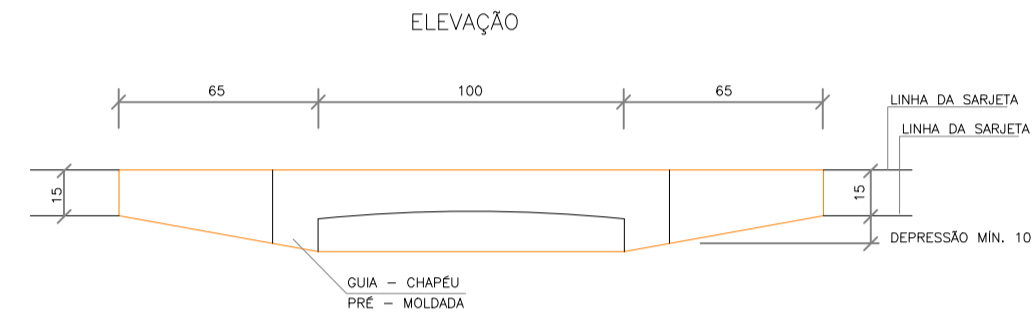 ELEVAÇÃO
65
100
65
LINHA DA SARJETA
LINHA DA SARJETA
15
15
DEPRESSÃO MÍN. 10
GUIA - CHAPÉU
PRÉ - MOLDADA